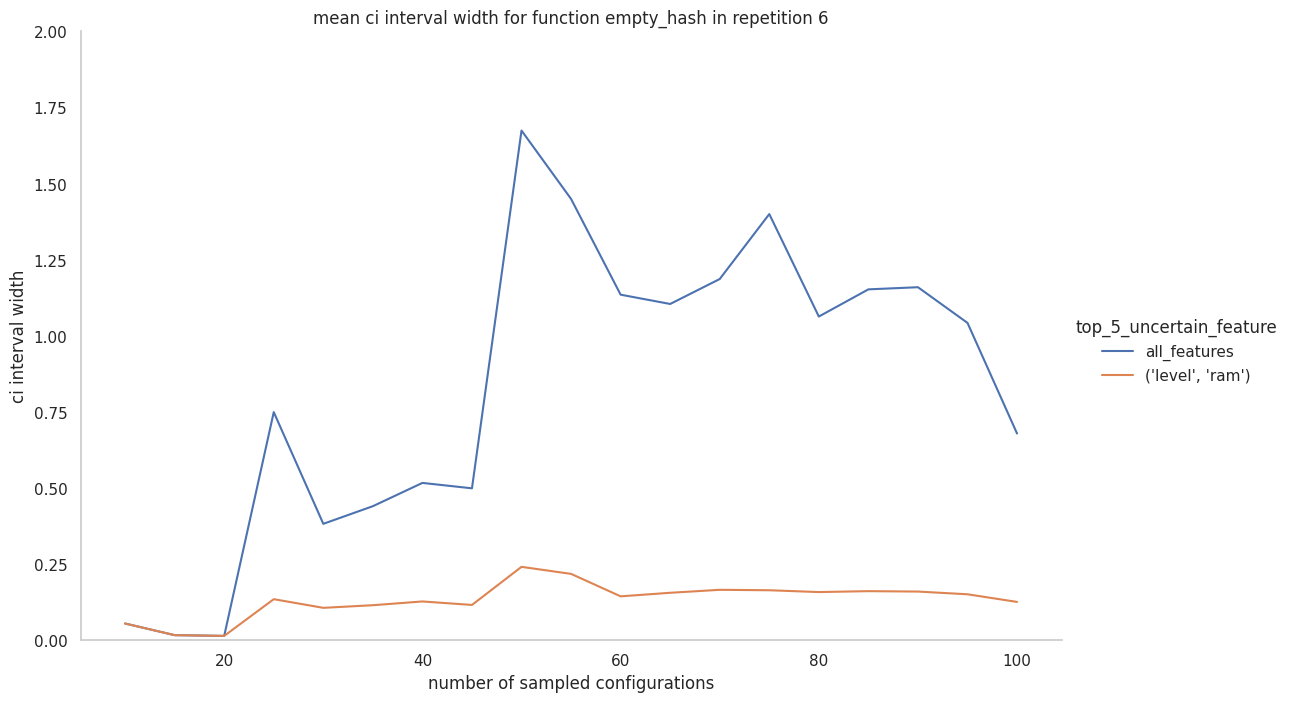 mean ci interval width for function empty_hash in repetition 6
2.00
1.75
1.50
1.25
1.00
0.75
0.50
0.25
0.00
ci interval width
20
40
60
80
100
number of sampled configurations
top_5_uncertain_feature
all_features
('level', 'ram')